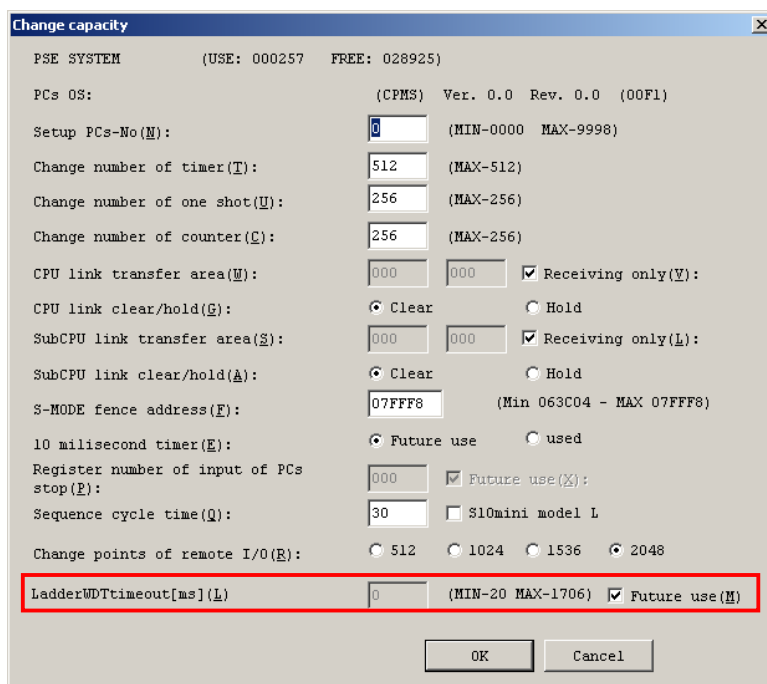 Change capacity
PSE SYSTEM (USE: 000257 FREE: 028925)
PCs OS: (CPMS) Ver. 0.0 Rev. 0.0 (00F1)
Setup PCs-No(N): 0 (MIN-0000 MAX-9998)
Change number of timer(T): 512 (MAX-512)
Change number of one shot(U): 256 (MAX-256)
Change number of counter(C): 256 (MAX-256)
CPU link transfer area(W): 000 000 Receiving only(V):
CPU link clear/hold(G): Clear Hold
SubCPU link transfer area(S): 000 000 Receiving only(L):
SubCPU link clear/hold(A): Clear Hold
S-MODE fence address(F): 07FFF8 (Min 063C04 - MAX 07FFF8)
10 milisecond timer(E): Future use used
Register number of input of PCs
stop(P): 000 Future use(X):
Sequence cycle time(Q): 30 S10mini model L
Change points of remote I/O(R): 512 1024 1536 2048
LadderWDTtimeout[ms](L) 0 (MIN-20 MAX-1706) Future use(M)
OK Cancel